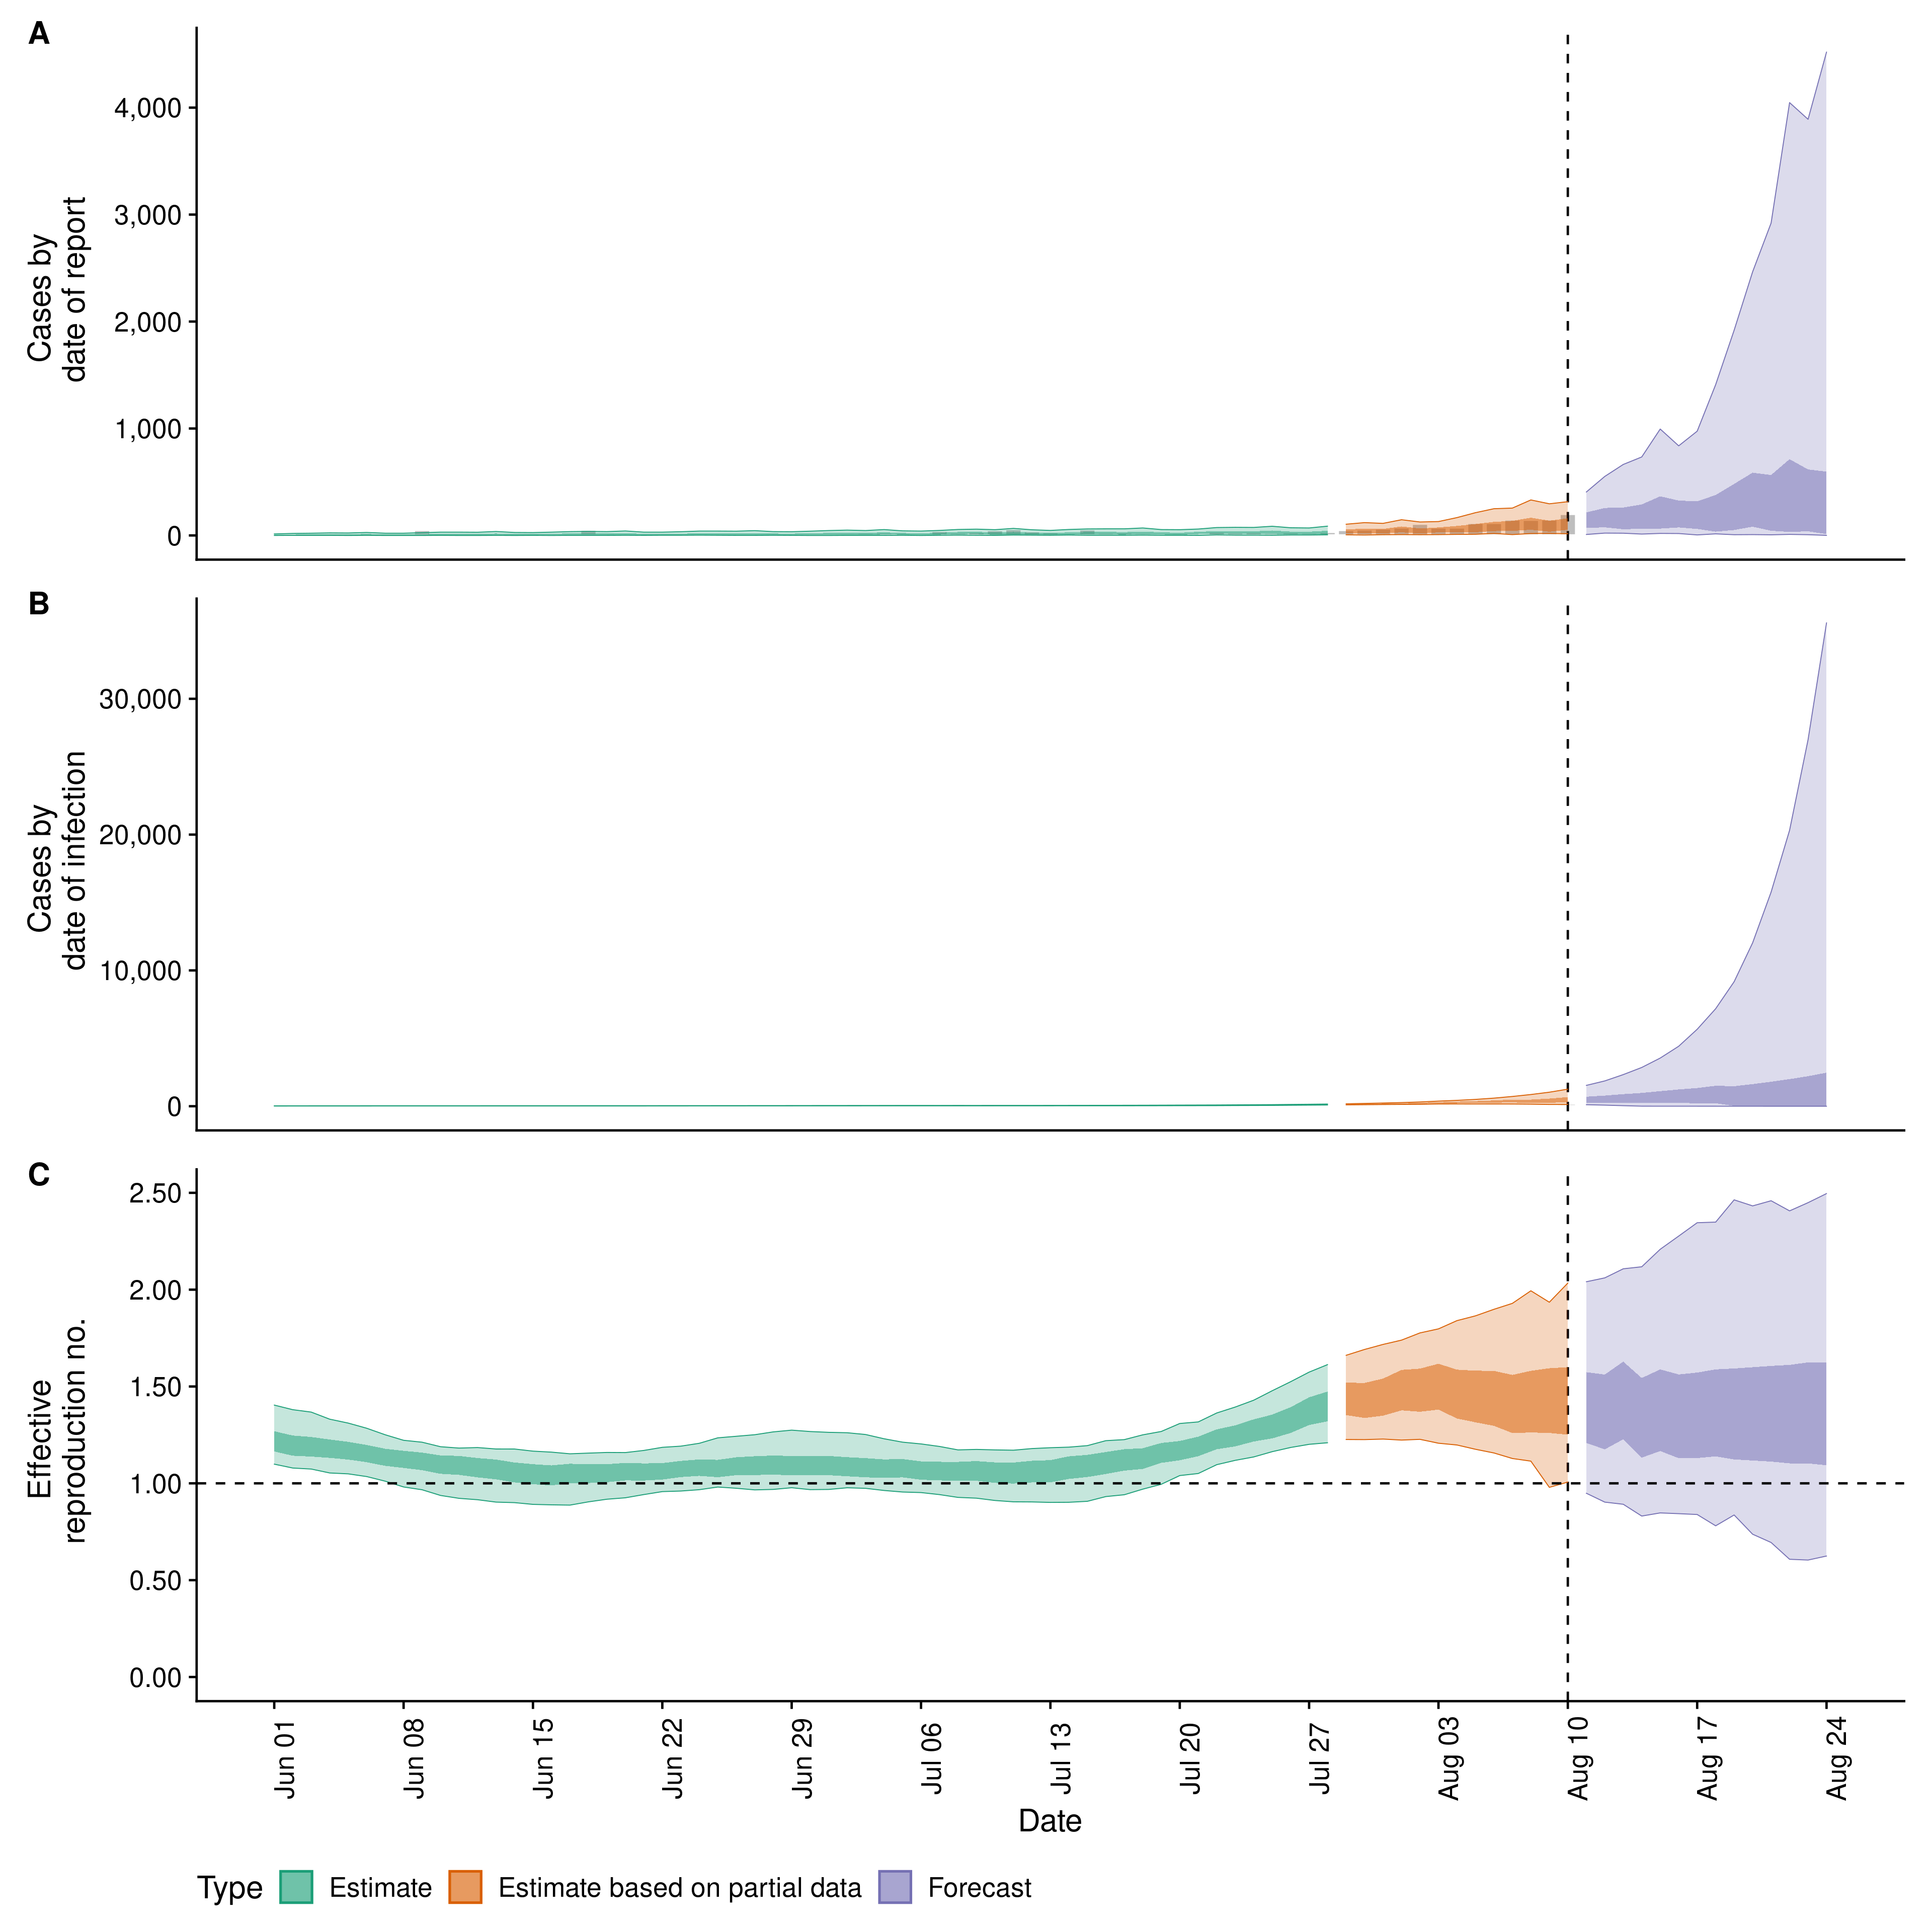 A
Cases by
date of report
4,000
3,000
2,000
1,000
0
B
Cases by
date of infection
30,000
20,000
10,000
0
C
Effective
reproduction no.
2.50
2.00
1.50
1.00
0.50
0.00
Jun 01
Jun 08
Jun 15
Jun 22
Jun 29
Jul 06
Jul 13
Jul 20
Jul 27
Aug 03
Aug 10
Aug 17
Aug 24
Date
Type Estimate Estimate based on partial data Forecast